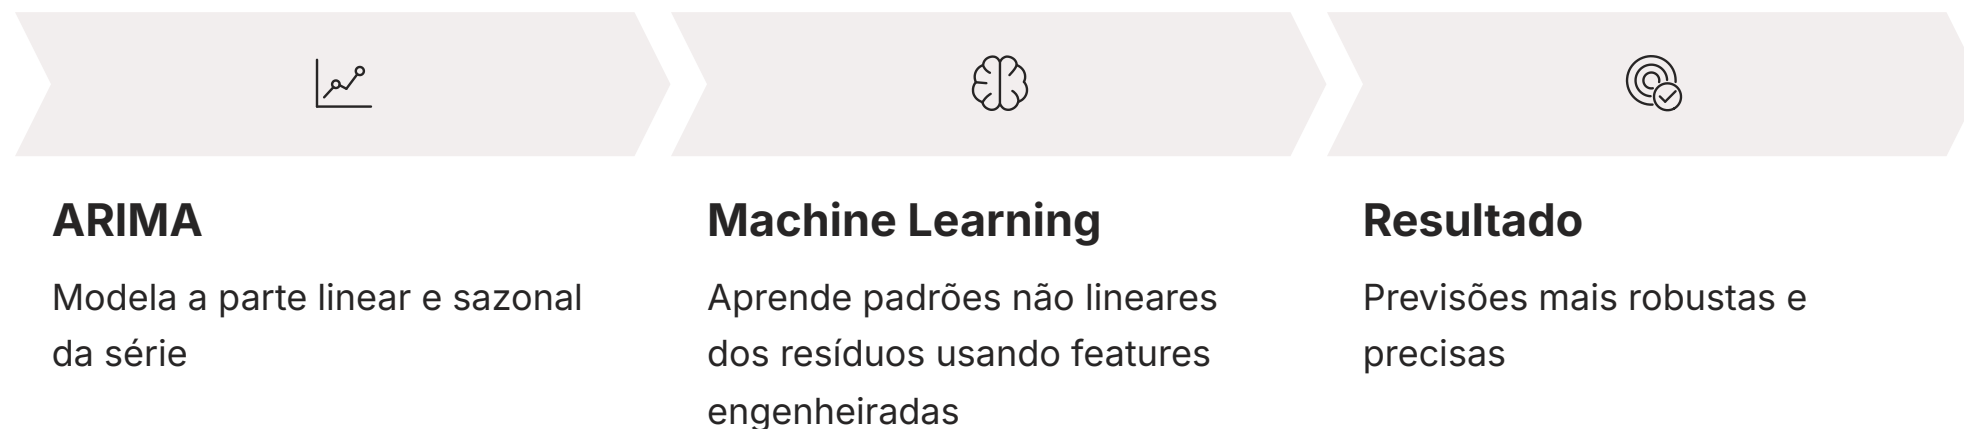 ARIMA
Modela a parte linear e sazonal
da série
Machine Learning
Aprende padrões não lineares
dos resíduos usando features
engenheiradas
Resultado
Previsões mais robustas e
precisas